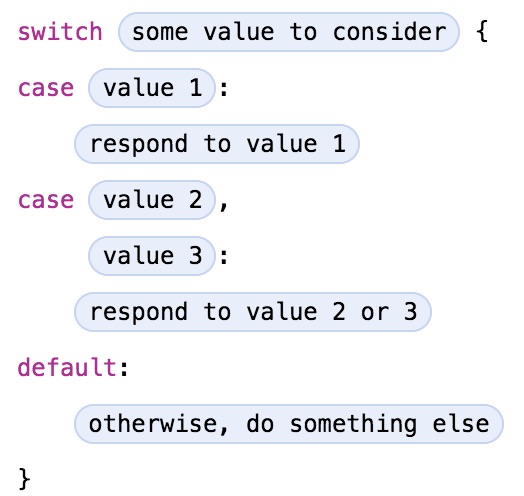 switch some value to consider {
case value 1:
respond to value 1
case value 2,
value 3:
respond to value 2 or 3
default:
otherwise, do something else
}